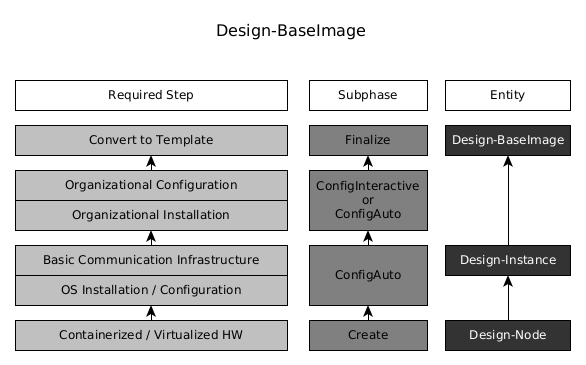 Design-BaseImage
Required Step
Subphase
Entity
Convert to Template
Finalize
Design-BaseImage
Organizational Configuration
Organizational Installation
ConfigInteractive
or
ConfigAuto
Basic Communication Infrastructure
OS Installation / Configuration
ConfigAuto
Design-Instance
Containerized / Virtualized HW
Create
Design-Node